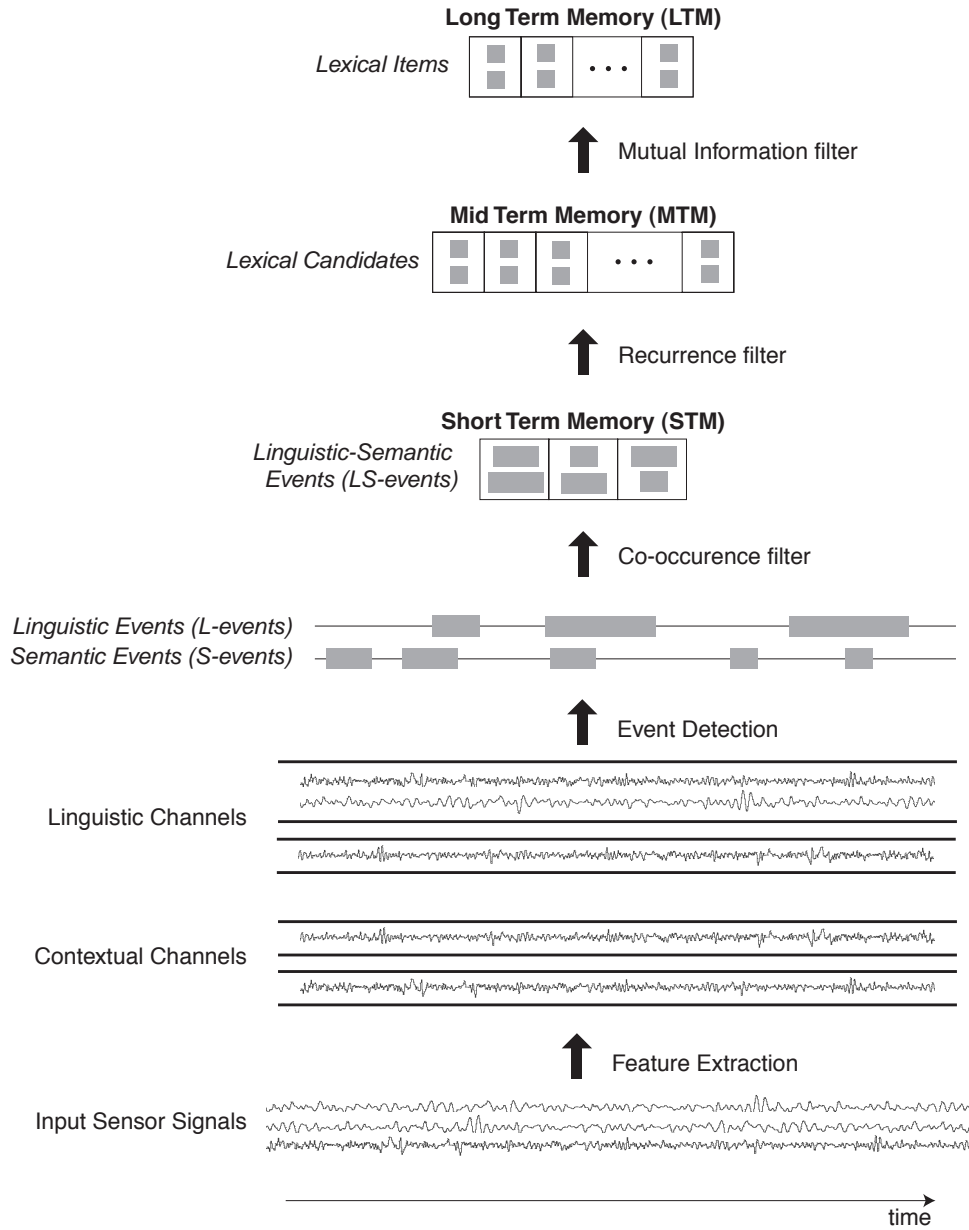 Long Term Memory (LTM)
Lexical Items
Mutual Information filter
Mid Term Memory (MTM)
Lexical Candidates
Recurrence filter
Short Term Memory (STM)
Linguistic-Semantic
Events (LS-events)
Co-occurence filter
Linguistic Events (L-events)
Semantic Events (S-events)
Event Detection
Linguistic Channels
Contextual Channels
Feature Extraction
Input Sensor Signals
time